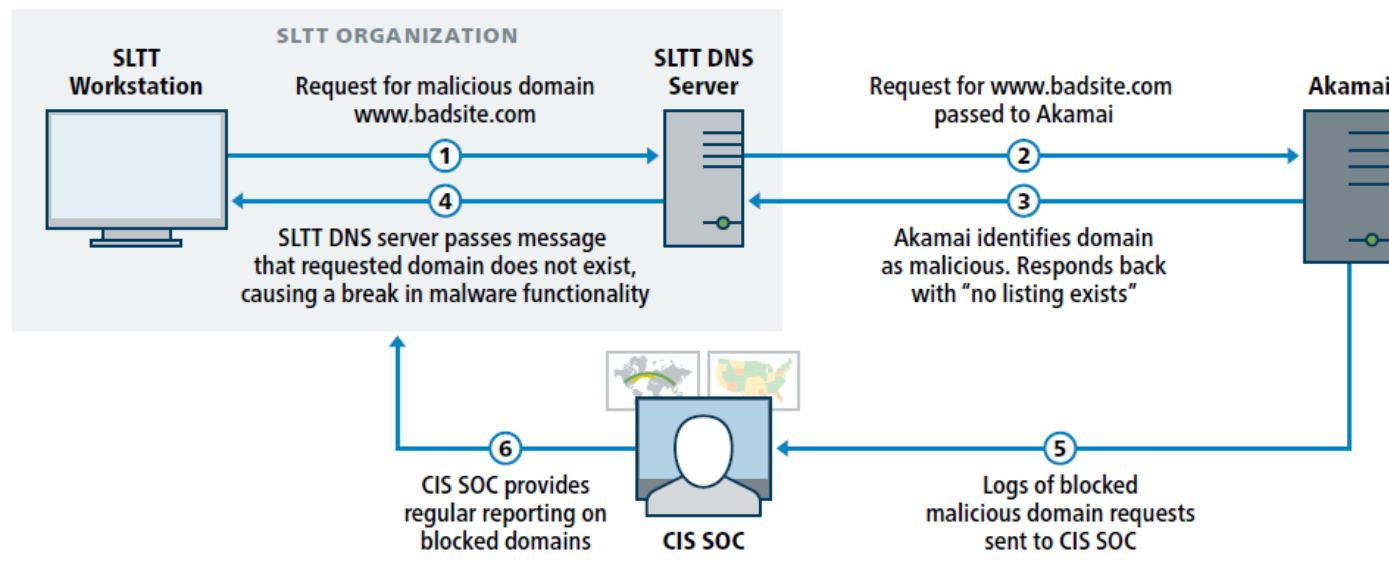 SLTT ORGANIZATION
SLTT
Workstation
Request for malicious domain
www.badsite.com
1
SLTT DNS
Server
Request for www.badsite.com
passed to Akamai
2
Akamai
4
SLTT DNS server passes message
that requested domain does not exist,
causing a break in malware functionality
3
Akamai identifies domain
as malicious. Responds back
with “no listing exists”
6
CIS SOC provides
regular reporting on
blocked domains
CIS SOC
5
Logs of blocked
malicious domain requests
sent to CIS SOC